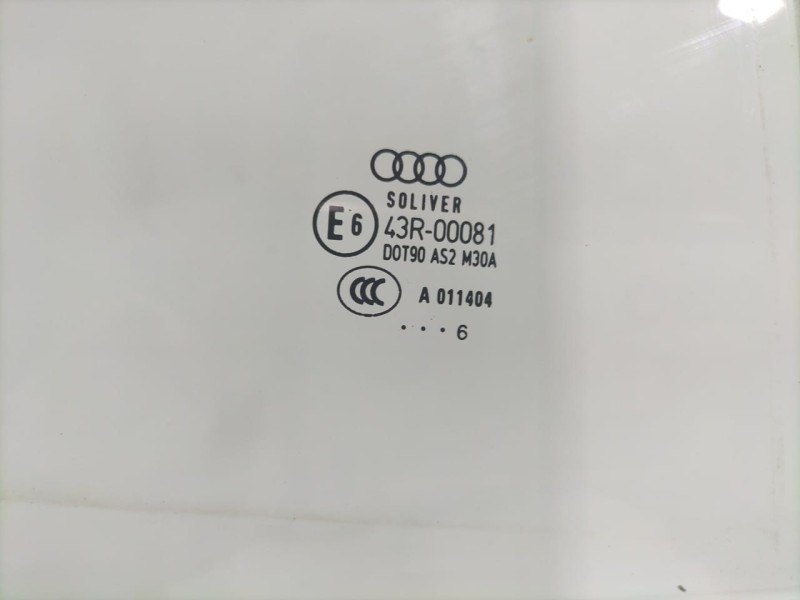 SOLIVER
E6 43R-00081
DOT90 AS2 M30A
CCC A 011404
. . . 6